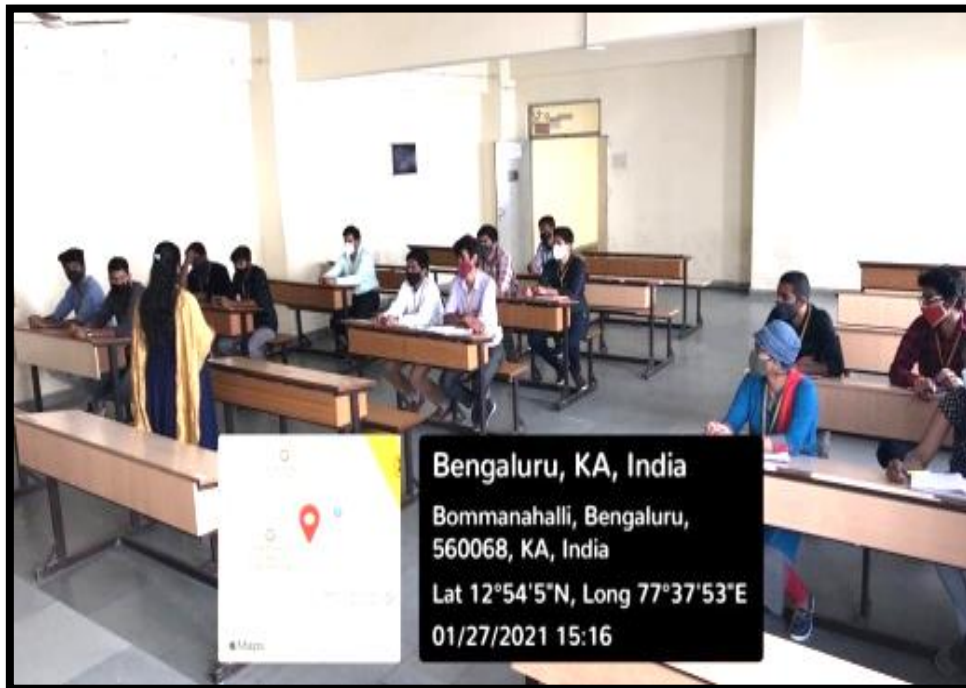 Bengaluru, KA, India
Bommanahalli, Bengaluru,
560068, KA, India
Lat 12°54'5"N, Long 77°37'53"E
01/27/2021 15:16
Maps